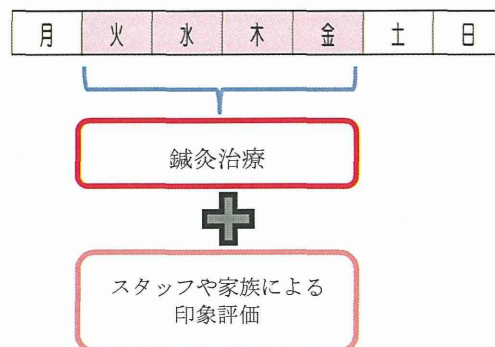 月 火 水 木 金 土 日
鍼灸治療
スタッフや家族による
印象評価